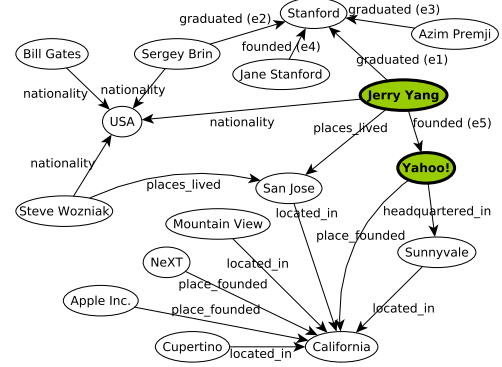 graduated (e2)
Stanford
graduated (e3)
Azim Premji
Bill Gates
Sergey Brin
founded (e4)
graduated (e1)
Jane Stanford
nationality
nationality
Jerry Yang
USA
nationality
places_lived
founded (e5)
nationality
Yahoo!
places_lived
San Jose
Steve Wozniak
located_in
headquartered_in
Mountain View
place_founded
Sunnyvale
NeXT
located_in
place_founded
Apple Inc.
place_founded
located_in
Cupertino
located_in
California